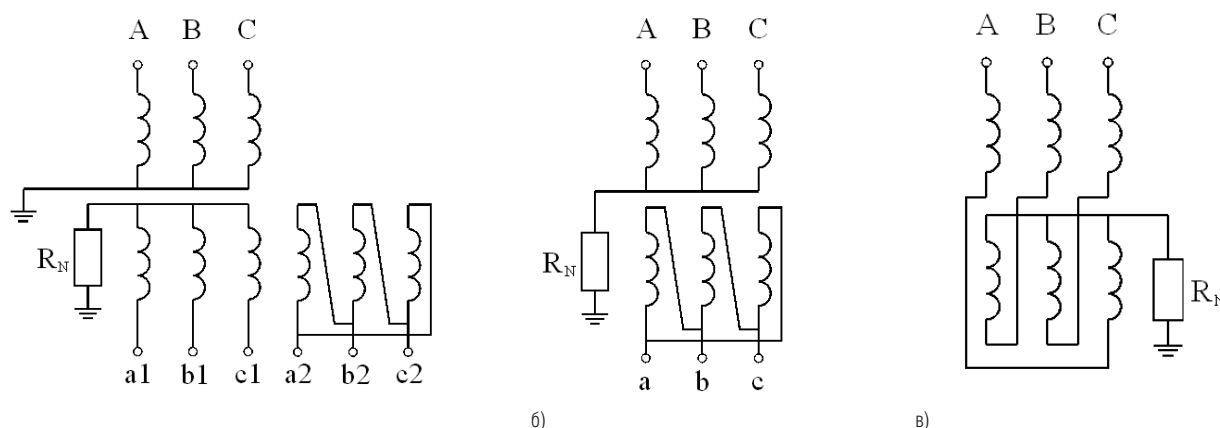 A B C
R_N
a1 b1 c1 a2 b2 c2
A B C
R_N
a b c
б)
A B C
R_N
в)